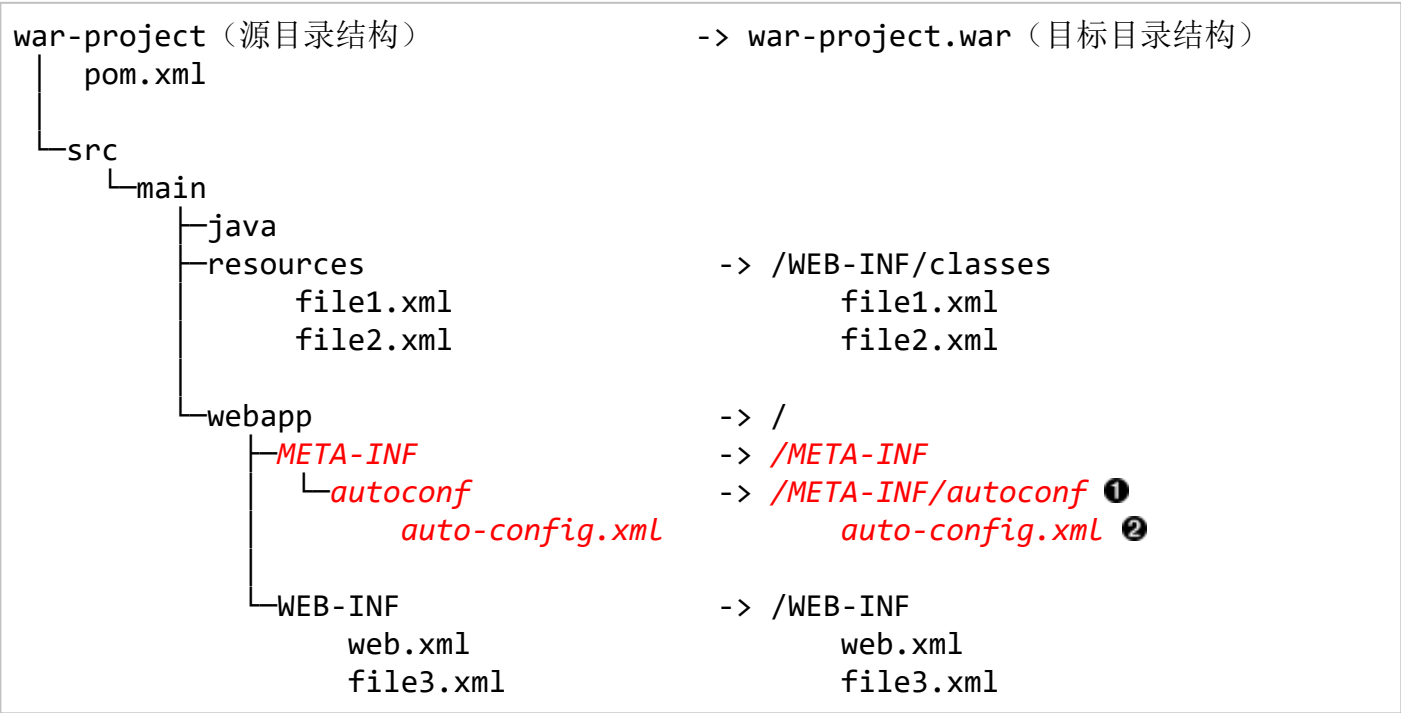 war-project（源目录结构） -> war-project.war（目标目录结构）
│ pom.xml
│
└─src
└─main
├─java
├─resources -> /WEB-INF/classes
│ file1.xml file1.xml
│ file2.xml file2.xml
│
└─webapp -> /
├─META-INF -> /META-INF
│ └─autoconf -> /META-INF/autoconf ❶
│ auto-config.xml auto-config.xml ❷
│
└─WEB-INF -> /WEB-INF
web.xml web.xml
file3.xml file3.xml